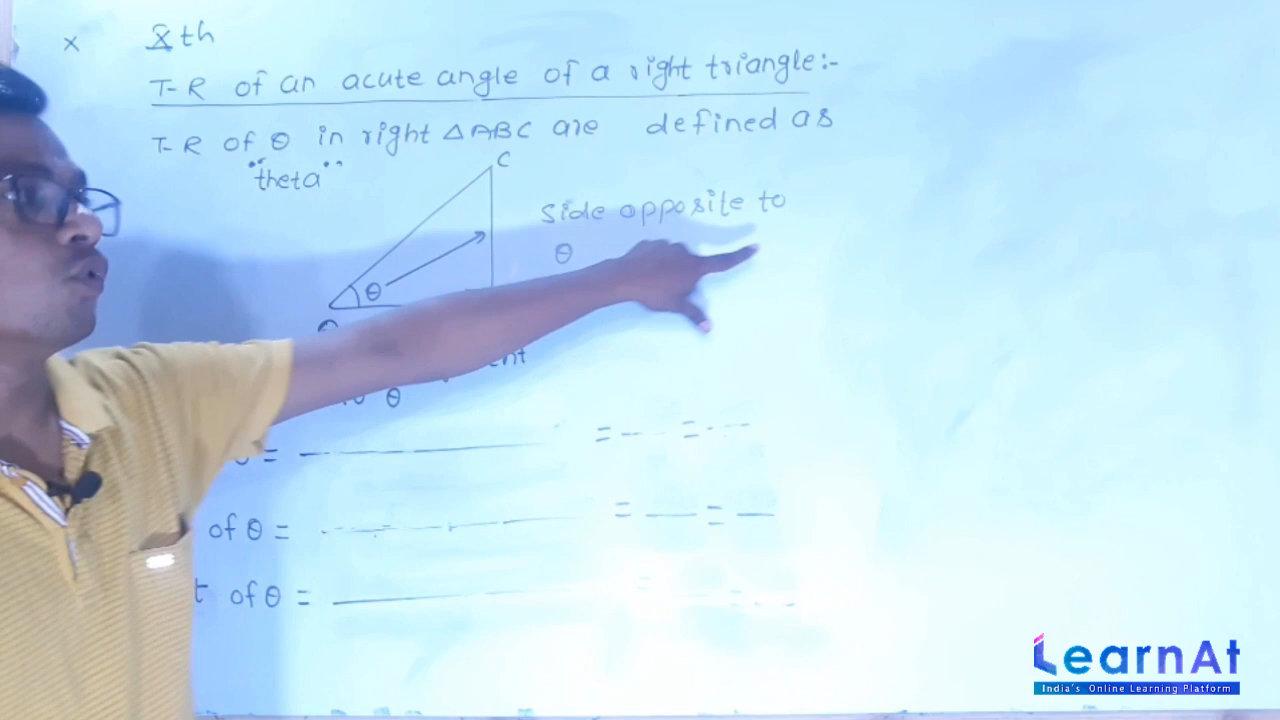 x Xth
T-R of an acute angle of a right triangle:-
T-R of θ in right △ABC are defined as
"theta"
C
side opposite to
θ
θ
θ
=
= =
of θ =
= =
t of θ =
=
LearnAt
India's Online Learning Platform